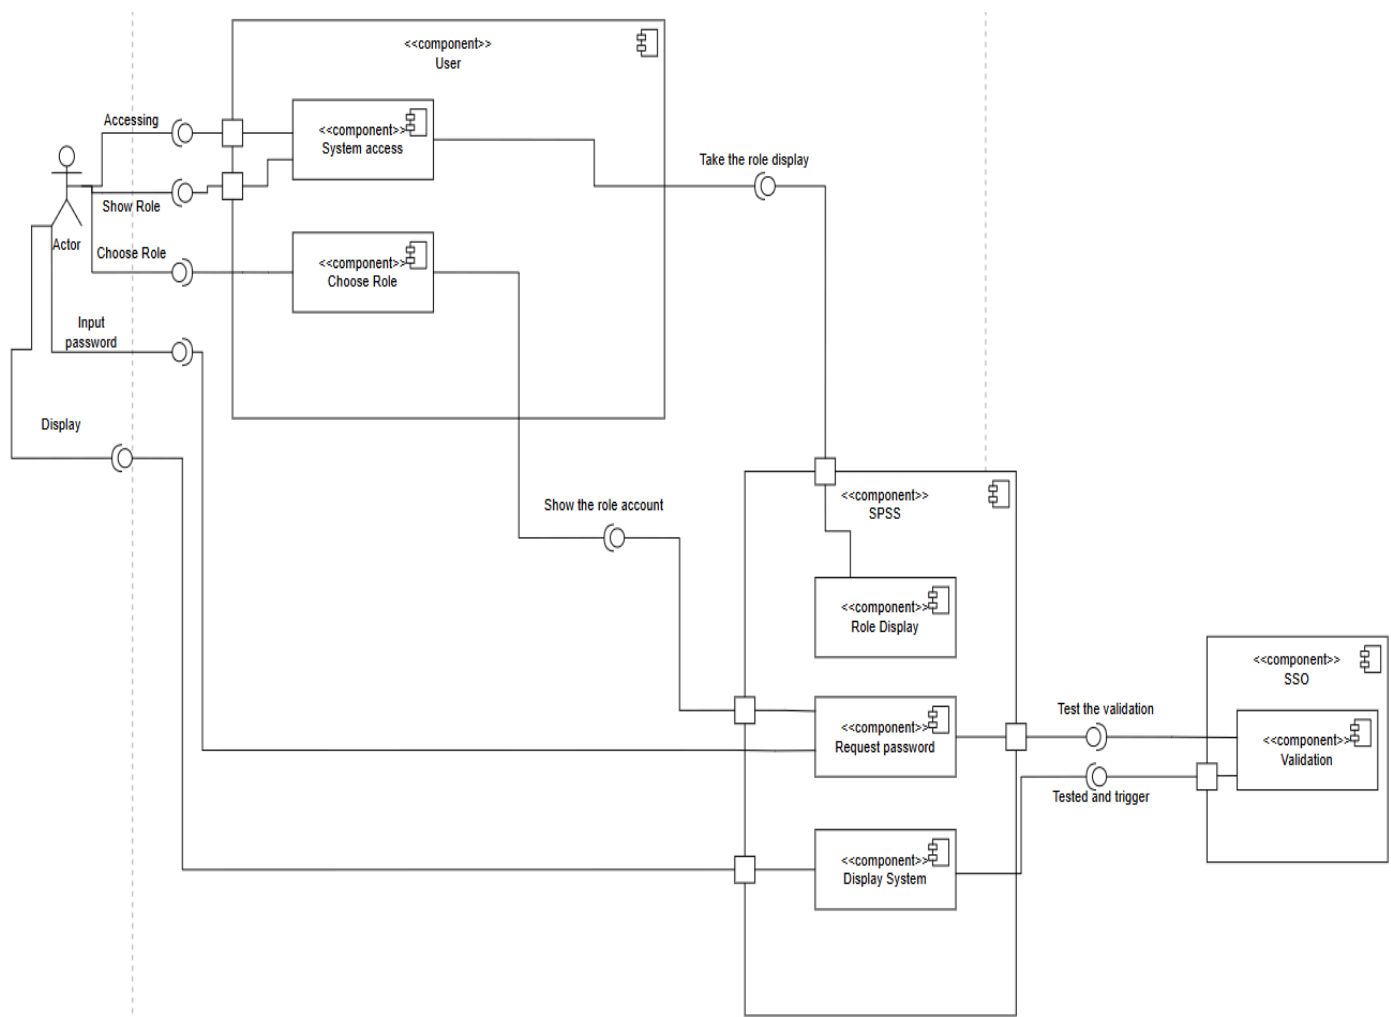 <<component>>
User
Accessing
<<component>>
System access
Take the role display
Show Role
Actor
Choose Role
<<component>>
Choose Role
Input
password
Display
<<component>>
SPSS
Show the role account
<<component>>
Role Display
<<component>>
SSO
Test the validation
<<component>>
Request password
<<component>>
Validation
Tested and trigger
<<component>>
Display System